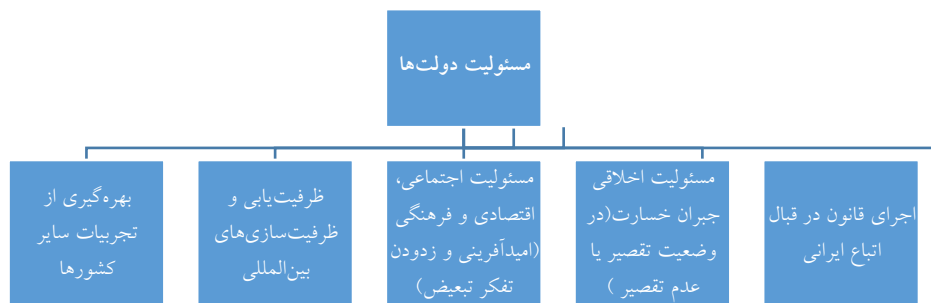 مسئولیت دولت‌ها
اجرای قانون در قبال
اتباع ایرانی
مسئولیت اخلاقی
جبران خسارت(در
وضعیت تقصیر یا
عدم تقصیر )
مسئولیت اجتماعی،
اقتصادی و فرهنگی
(امیدآفرینی و زدودن
تفکر تبعیض)
ظرفیت‌یابی و
ظرفیت‌سازی‌های
بین‌المللی
بهره‌گیری از
تجربیات سایر
کشورها